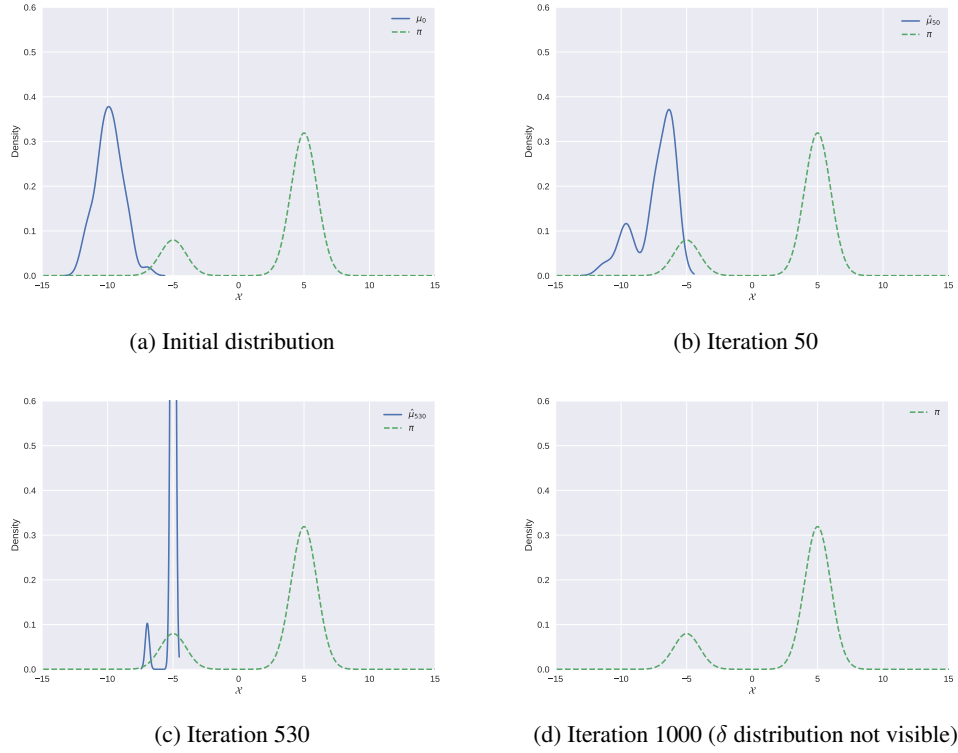 0.6
0.5
0.4
0.3
0.2
0.1
0.0
Density
−15 −10 −5 0 5 10 15
𝒳
μ₀
π
(a) Initial distribution
0.6
0.5
0.4
0.3
0.2
0.1
0.0
Density
−15 −10 −5 0 5 10 15
𝒳
μ̂₅₀
π
(b) Iteration 50
0.6
0.5
0.4
0.3
0.2
0.1
0.0
Density
−15 −10 −5 0 5 10 15
𝒳
μ̂₅₃₀
π
(c) Iteration 530
0.6
0.5
0.4
0.3
0.2
0.1
0.0
Density
−15 −10 −5 0 5 10 15
𝒳
π
(d) Iteration 1000 (δ distribution not visible)